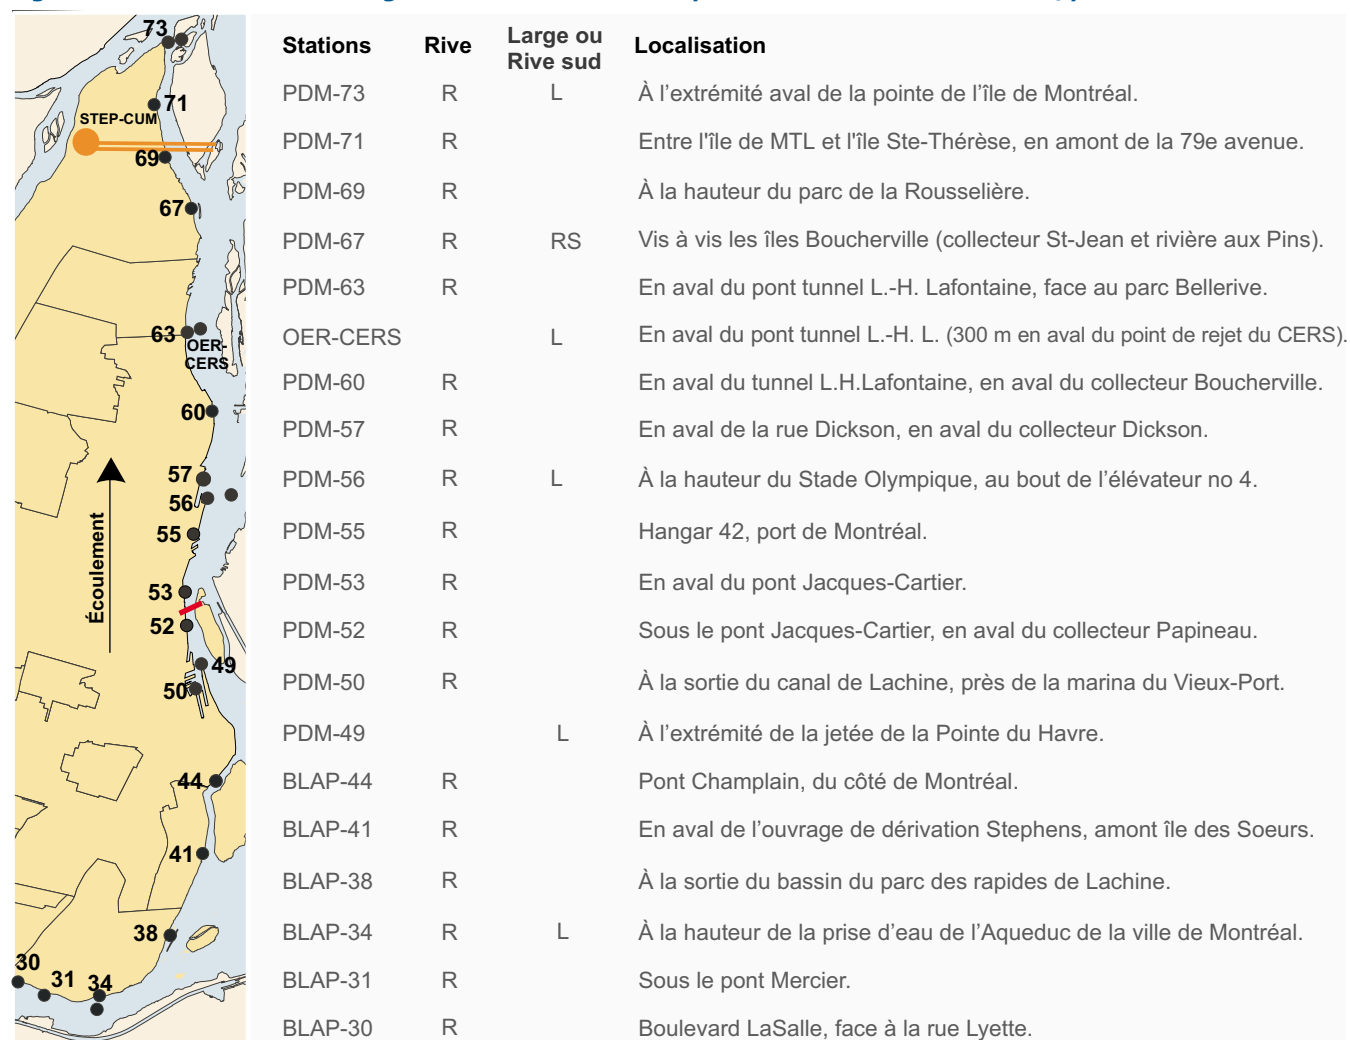 73
71
STEP-CUM
69
67
63
OER-
CERS
60
57
56
55
Écoulement
53
52
49
50
44
41
38
30
31
34
Stations Rive Large ou Rive sud Localisation
PDM-73 R L À l'extrémité aval de la pointe de l'île de Montréal.
PDM-71 R Entre l'île de MTL et l'île Ste-Thérèse, en amont de la 79e avenue.
PDM-69 R À la hauteur du parc de la Rousselière.
PDM-67 R RS Vis à vis les îles Boucherville (collecteur St-Jean et rivière aux Pins).
PDM-63 R En aval du pont tunnel L.-H. Lafontaine, face au parc Bellerive.
OER-CERS L En aval du pont tunnel L.-H. L. (300 m en aval du point de rejet du CERS).
PDM-60 R En aval du tunnel L.H.Lafontaine, en aval du collecteur Boucherville.
PDM-57 R En aval de la rue Dickson, en aval du collecteur Dickson.
PDM-56 R L À la hauteur du Stade Olympique, au bout de l'élévateur no 4.
PDM-55 R Hangar 42, port de Montréal.
PDM-53 R En aval du pont Jacques-Cartier.
PDM-52 R Sous le pont Jacques-Cartier, en aval du collecteur Papineau.
PDM-50 R À la sortie du canal de Lachine, près de la marina du Vieux-Port.
PDM-49 L À l'extrémité de la jetée de la Pointe du Havre.
BLAP-44 R Pont Champlain, du côté de Montréal.
BLAP-41 R En aval de l'ouvrage de dérivation Stephens, amont île des Soeurs.
BLAP-38 R À la sortie du bassin du parc des rapides de Lachine.
BLAP-34 R L À la hauteur de la prise d'eau de l'Aqueduc de la ville de Montréal.
BLAP-31 R Sous le pont Mercier.
BLAP-30 R Boulevard LaSalle, face à la rue Lyette.